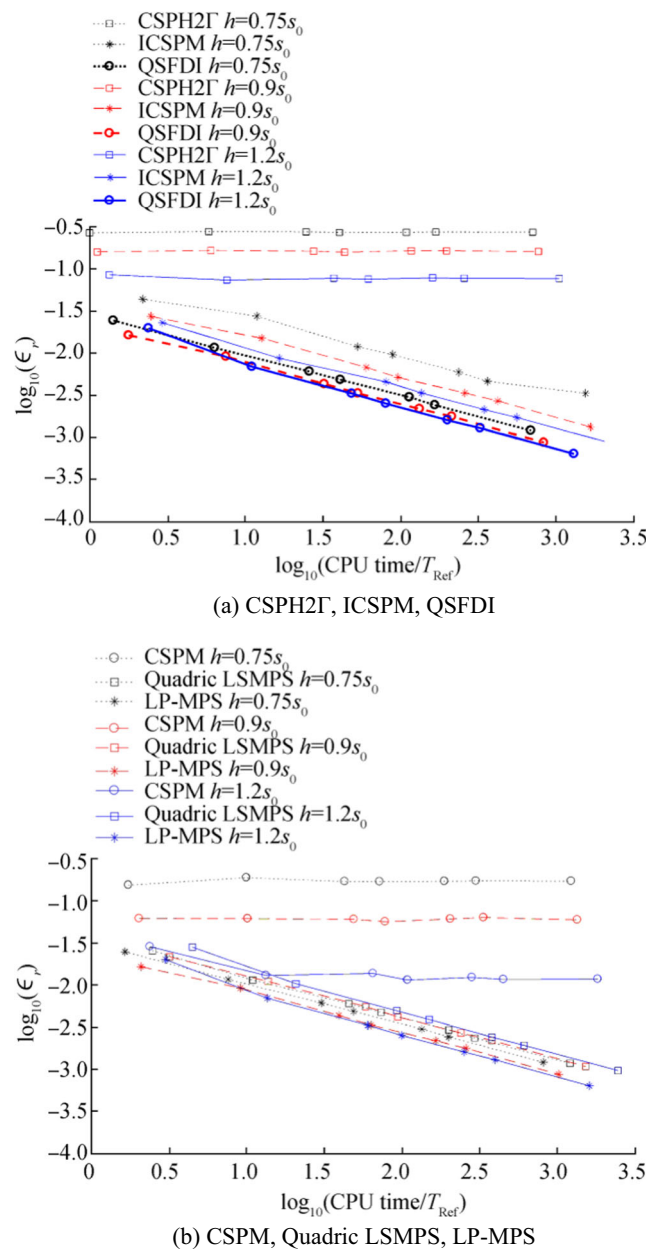 CSPH2Γ h=0.75s₀
ICSPM h=0.75s₀
QSFDI h=0.75s₀
CSPH2Γ h=0.9s₀
ICSPM h=0.9s₀
QSFDI h=0.9s₀
CSPH2Γ h=1.2s₀
ICSPM h=1.2s₀
QSFDI h=1.2s₀
−0.5
−1.0
−1.5
−2.0
−2.5
−3.0
−3.5
−4.0
log₁₀(ϵᵣ)
0 0.5 1.0 1.5 2.0 2.5 3.0 3.5
log₁₀(CPU time/T_Ref)
(a) CSPH2Γ, ICSPM, QSFDI
CSPM h=0.75s₀
Quadric LSMPS h=0.75s₀
LP-MPS h=0.75s₀
CSPM h=0.9s₀
Quadric LSMPS h=0.9s₀
LP-MPS h=0.9s₀
CSPM h=1.2s₀
Quadric LSMPS h=1.2s₀
LP-MPS h=1.2s₀
−0.5
−1.0
−1.5
−2.0
−2.5
−3.0
−3.5
−4.0
log₁₀(ϵᵣ)
0 0.5 1.0 1.5 2.0 2.5 3.0 3.5
log₁₀(CPU time/T_Ref)
(b) CSPM, Quadric LSMPS, LP-MPS